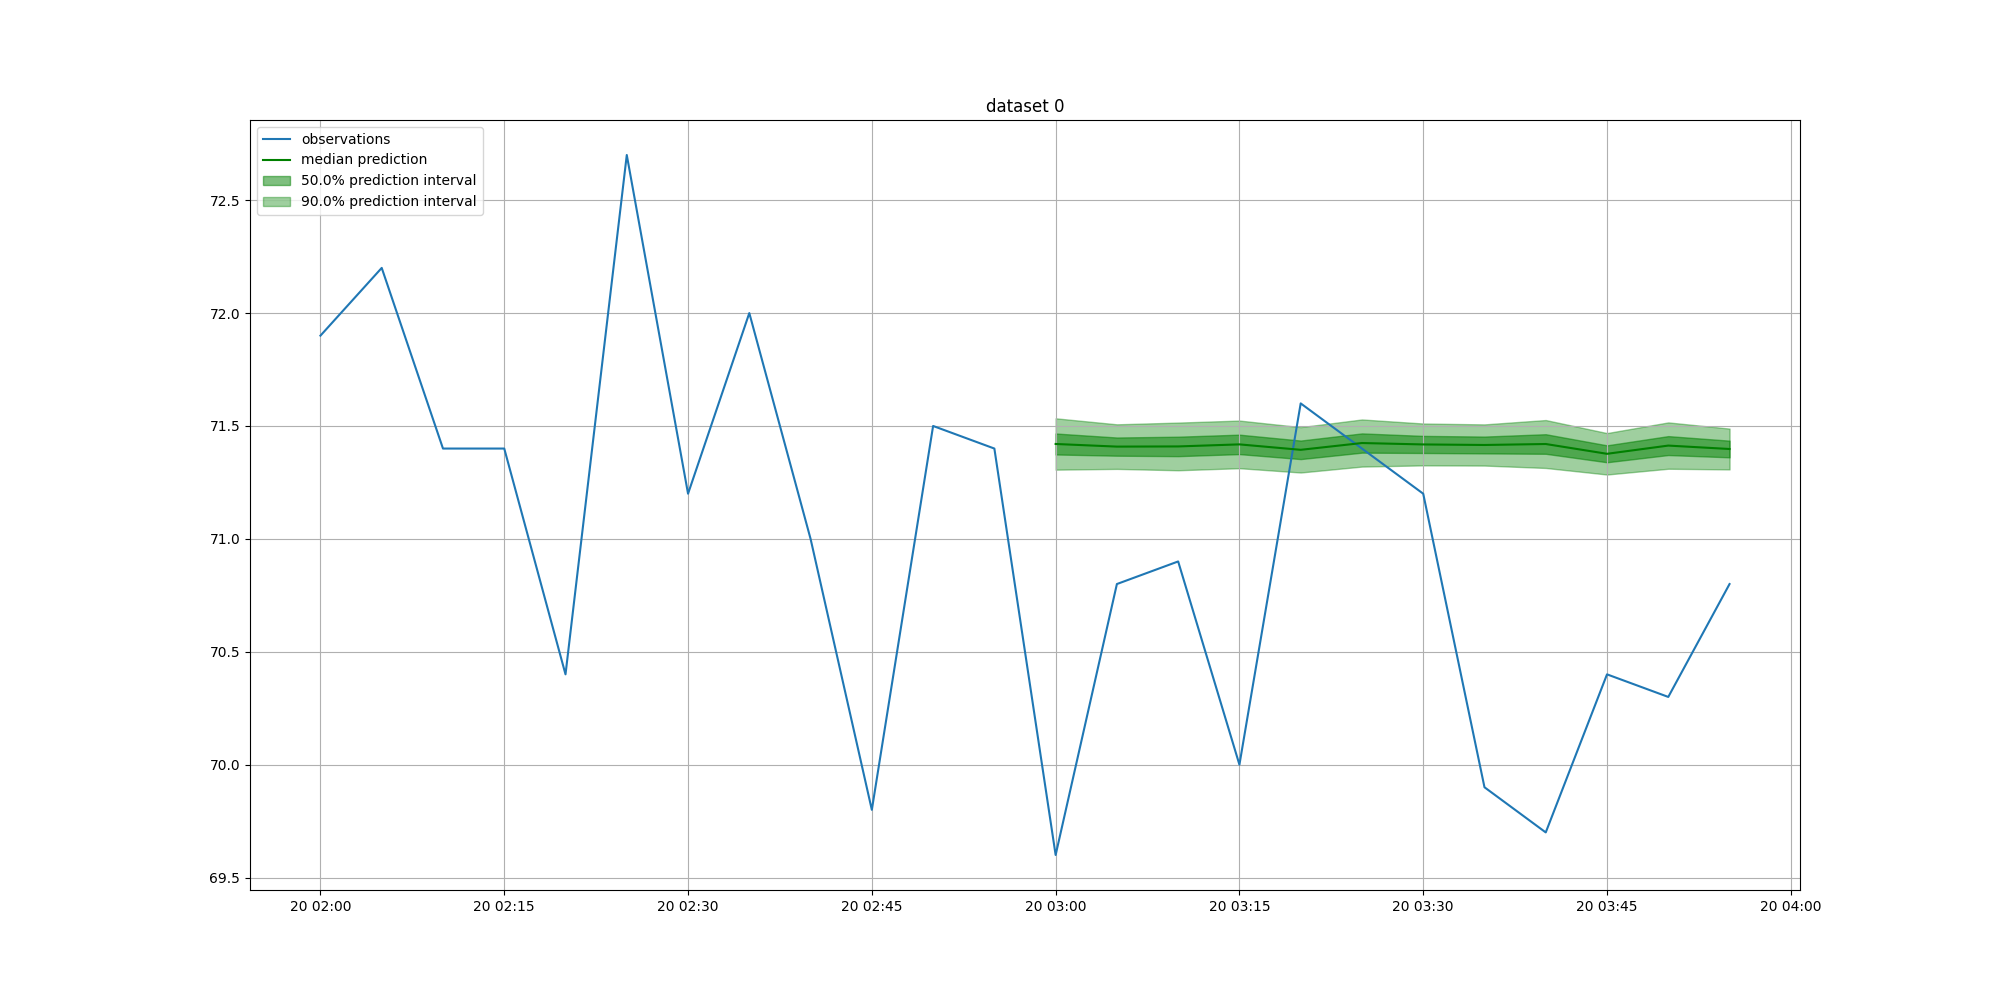 dataset 0
observations
median prediction
50.0% prediction interval
90.0% prediction interval
72.5
72.0
71.5
71.0
70.5
70.0
69.5
20 02:00 20 02:15 20 02:30 20 02:45 20 03:00 20 03:15 20 03:30 20 03:45 20 04:00